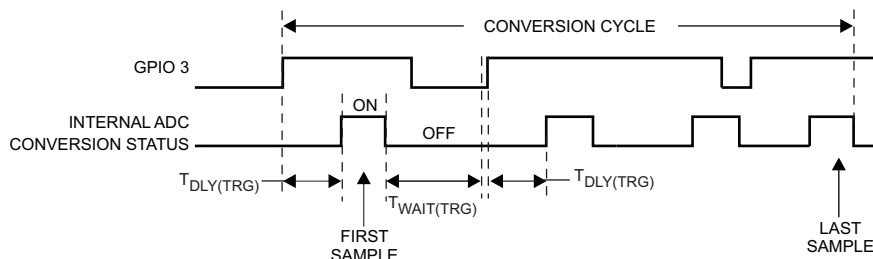 CONVERSION CYCLE
GPIO 3
ON
INTERNAL ADC
CONVERSION STATUS
OFF
TDLY(TRG)
TWAIT(TRG)
TDLY(TRG)
FIRST
SAMPLE
LAST
SAMPLE